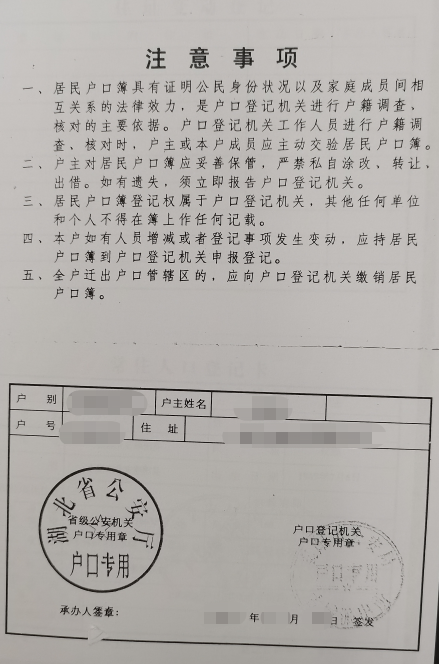 注意事项
一、居民户口簿具有证明公民身份状况以及家庭成员间相
互关系的法律效力，是户口登记机关进行户籍调查、
核对的主要依据。户口登记机关工作人员进行户籍调
查、核对时，户主或本户成员应主动交验居民户口簿。
二、户主对居民户口簿应妥善保管，严禁私自涂改、转让、
出借。如有遗失，须立即报告户口登记机关。
三、居民户口簿登记权属于户口登记机关，其他任何单位
和个人不得在簿上作任何记载。
四、本户如有人员增减或者登记事项发生变动，应持居民
户口簿到户口登记机关申报登记。
五、全户迁出户口管辖区的，应向户口登记机关缴销居民
户口簿。
户 别 户主姓名
户 号 住 址
湖北省公安厅
省级公安机关
户口专用章
户口专用
户口登记机关
户口专用章
承办人签章：
年 月 日 签发